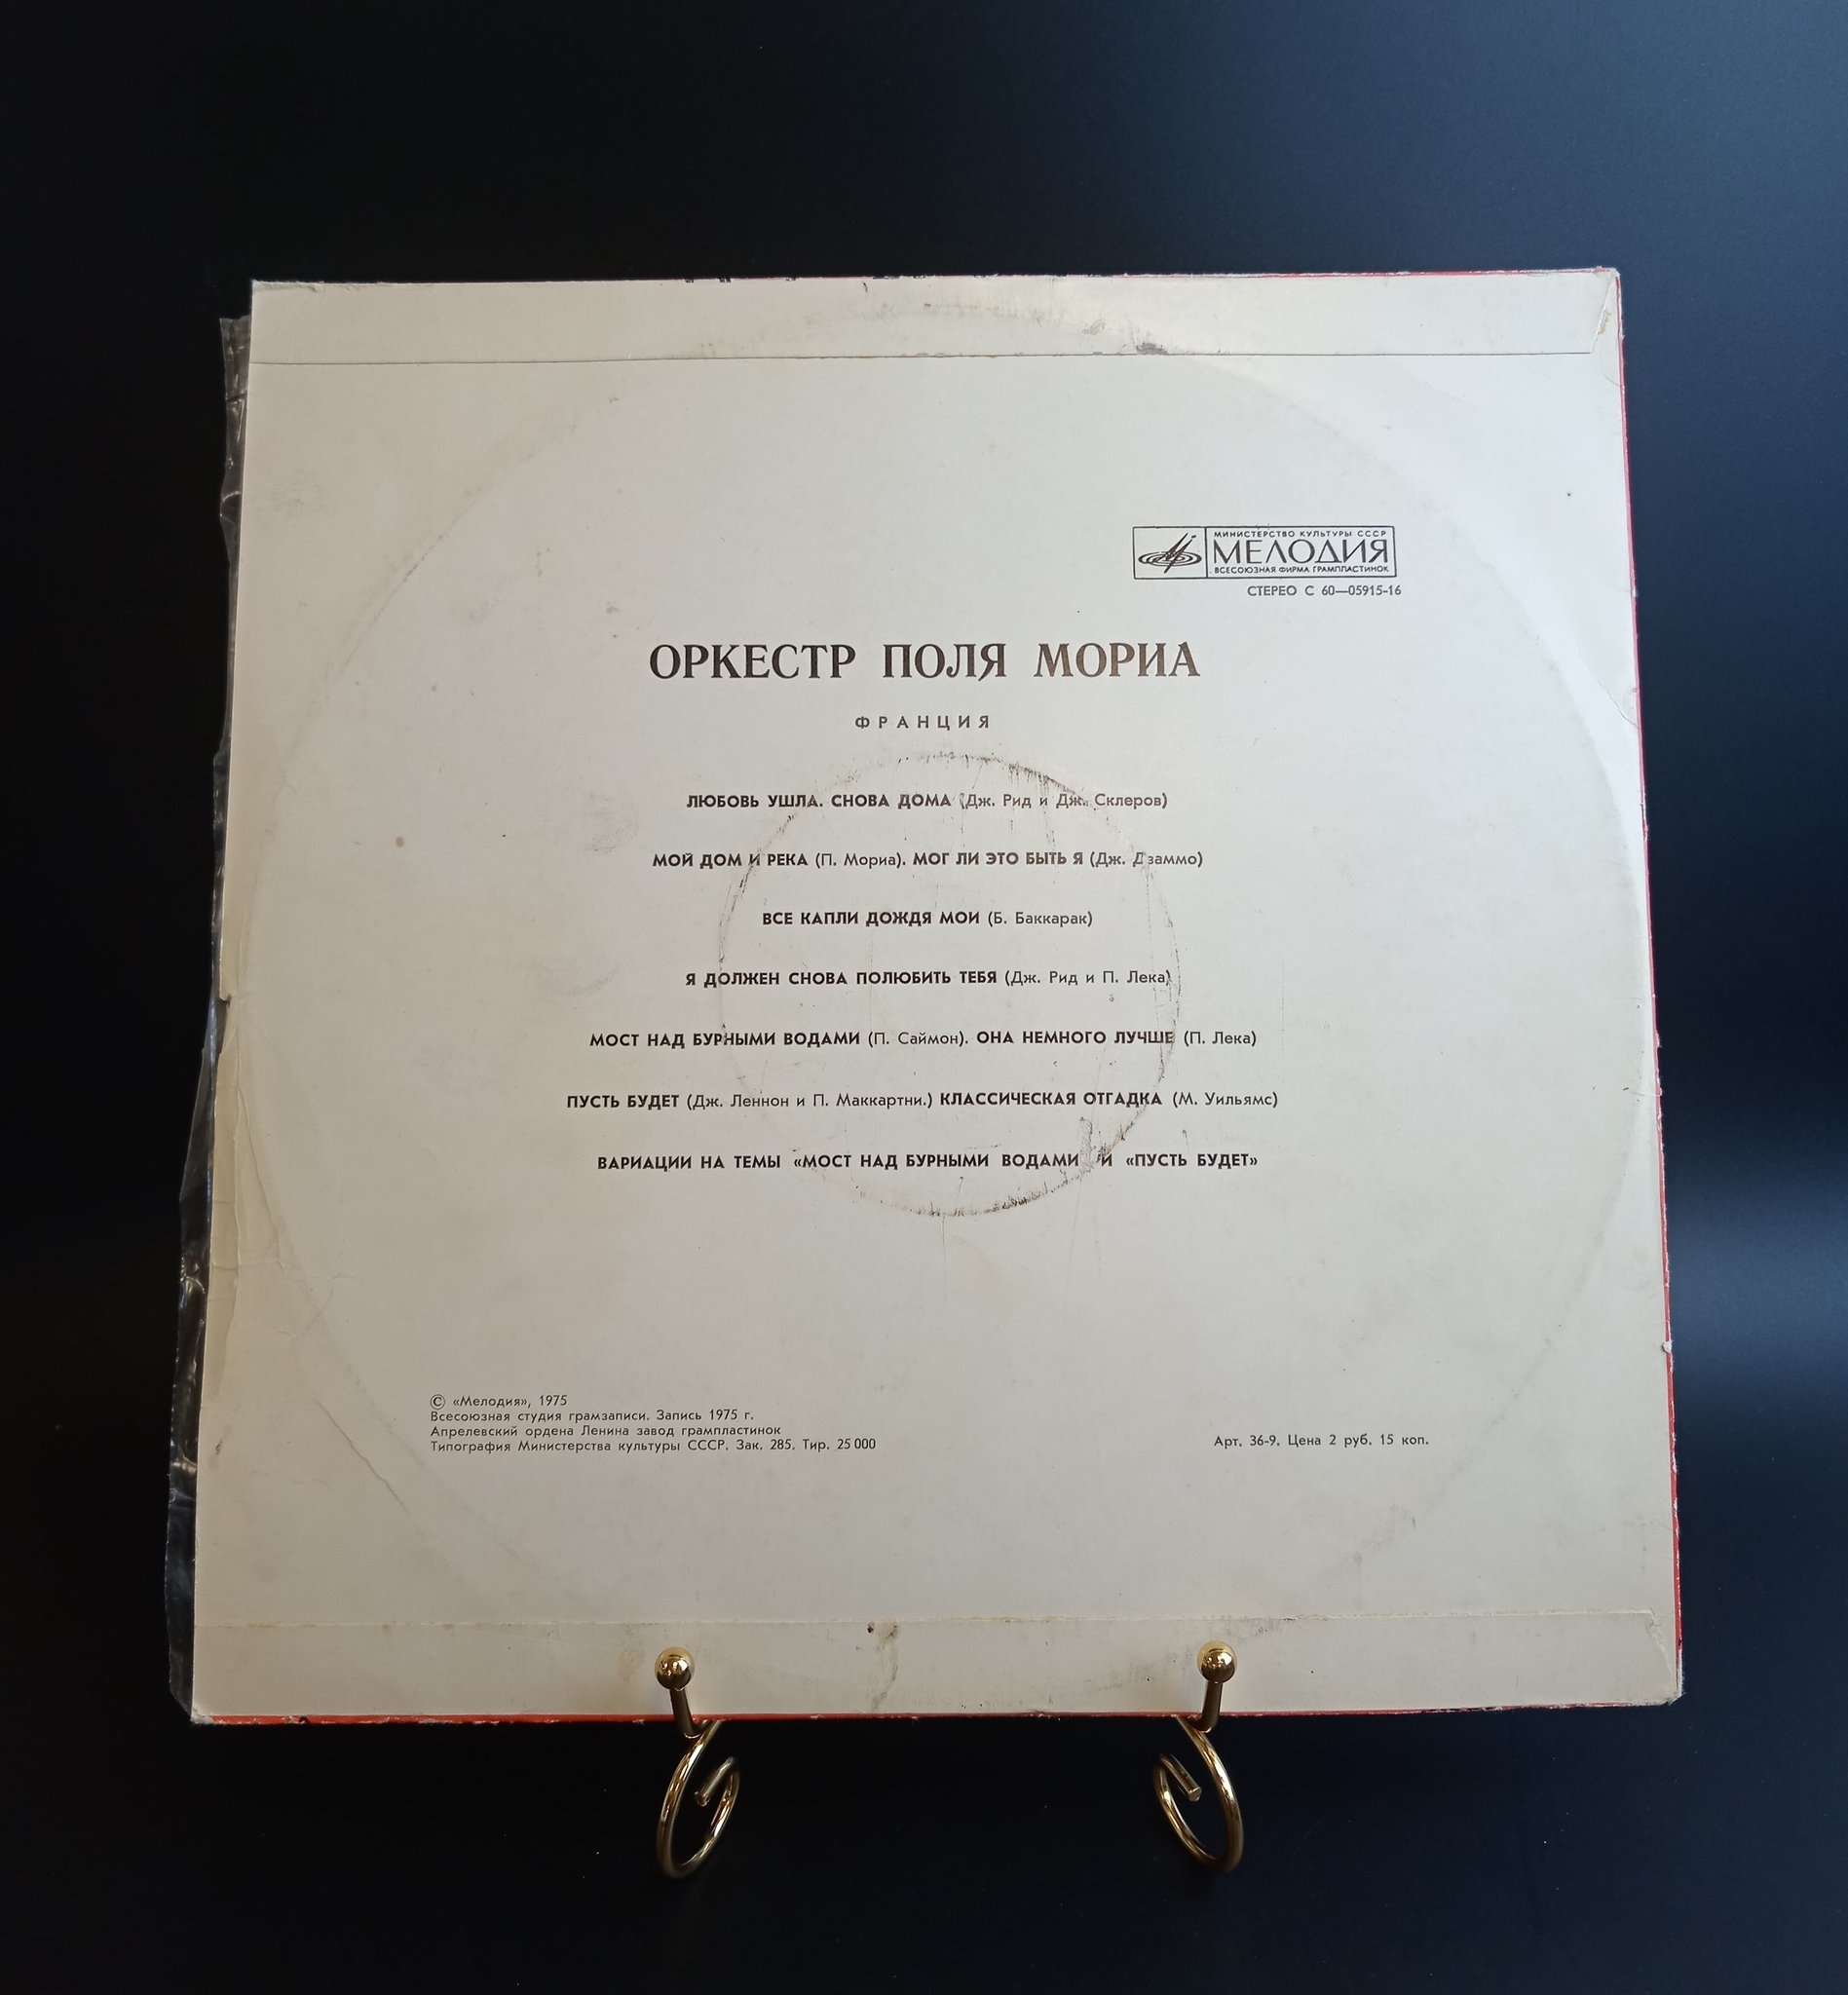 МИНИСТЕРСТВО КУЛЬТУРЫ СССР
МЕЛОДИЯ
ВСЕСОЮЗНАЯ ФИРМА ГРАМПЛАСТИНОК
СТЕРЕО С 60—05915-16
ОРКЕСТР ПОЛЯ МОРИА
ФРАНЦИЯ
ЛЮБОВЬ УШЛА. СНОВА ДОМА (Дж. Рид и Дж. Склеров)
МОЙ ДОМ И РЕКА (П. Мориа). МОГ ЛИ ЭТО БЫТЬ Я (Дж. Дзаммо)
ВСЕ КАПЛИ ДОЖДЯ МОИ (Б. Баккарак)
Я ДОЛЖЕН СНОВА ПОЛЮБИТЬ ТЕБЯ (Дж. Рид и П. Лека)
МОСТ НАД БУРНЫМИ ВОДАМИ (П. Саймон). ОНА НЕМНОГО ЛУЧШЕ (П. Лека)
ПУСТЬ БУДЕТ (Дж. Леннон и П. Маккартни.) КЛАССИЧЕСКАЯ ОТГАДКА (М. Уильямс)
ВАРИАЦИИ НА ТЕМЫ «МОСТ НАД БУРНЫМИ ВОДАМИ» И «ПУСТЬ БУДЕТ»
© «Мелодия», 1975
Всесоюзная студия грамзаписи. Запись 1975 г.
Апрелевский ордена Ленина завод грампластинок
Типография Министерства культуры СССР. Зак. 285. Тир. 25 000
Арт. 36-9. Цена 2 руб. 15 коп.